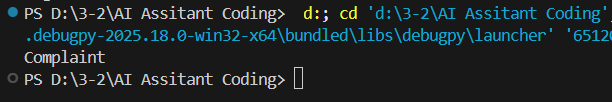 PS D:\3-2\AI Assitant Coding>  d:; cd 'd:\3-2\AI Assitant Coding'
.debugpy-2025.18.0-win32-x64\bundled\libs\debugpy\launcher' '6512
Complaint
PS D:\3-2\AI Assitant Coding>